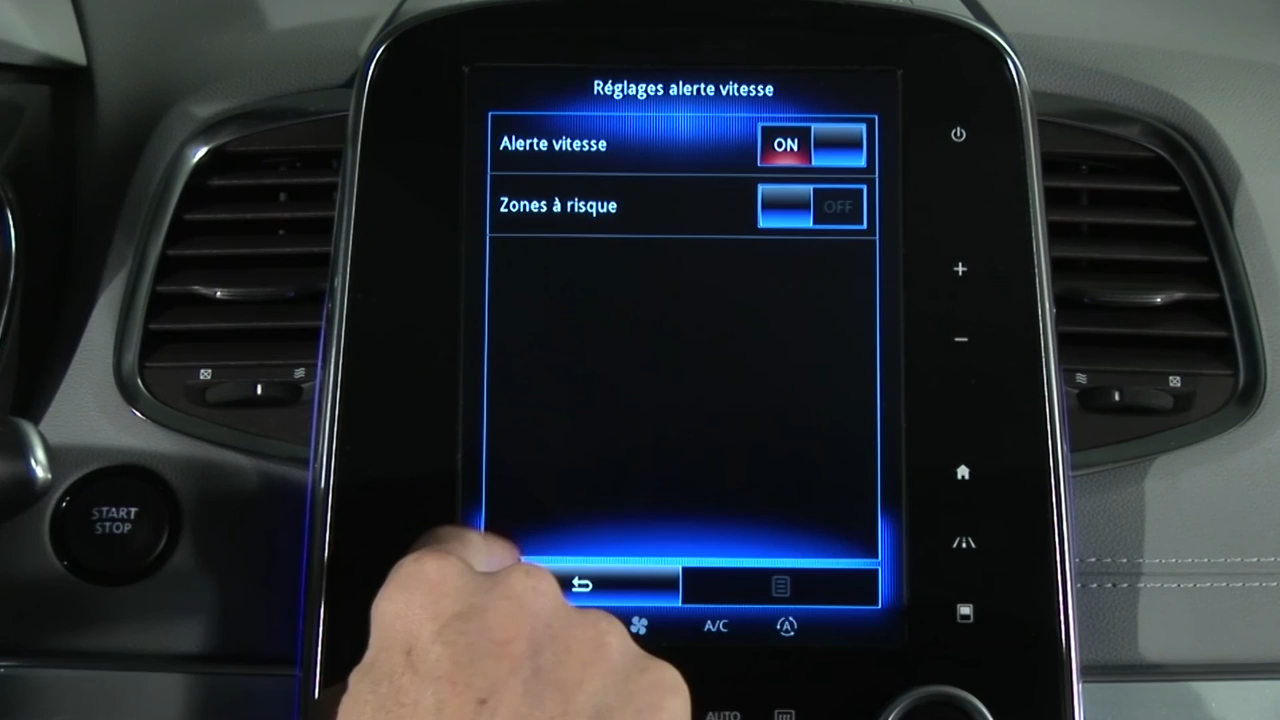 Réglages alerte vitesse
Alerte vitesse
ON
Zones à risque
OFF
START
STOP
A/C
A
AUTO